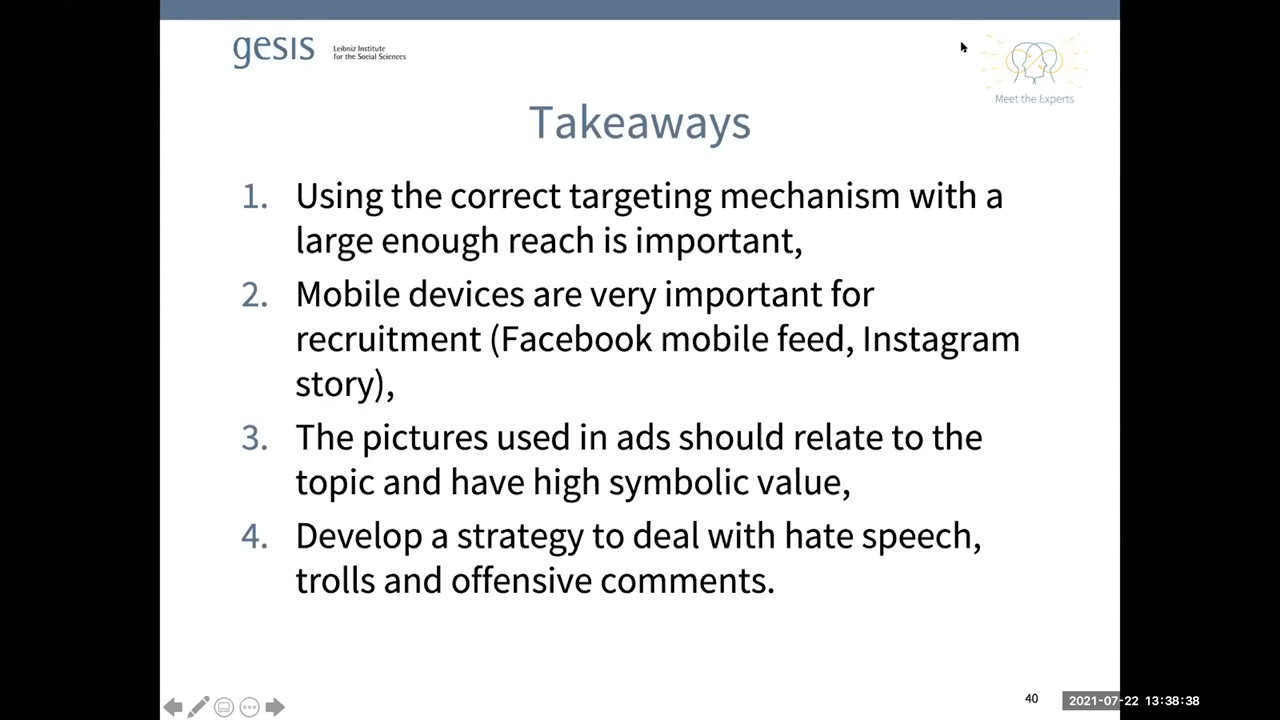 gesis
Leibniz Institute
for the Social Sciences
Meet the Experts
Takeaways
1. Using the correct targeting mechanism with a
large enough reach is important,
2. Mobile devices are very important for
recruitment (Facebook mobile feed, Instagram
story),
3. The pictures used in ads should relate to the
topic and have high symbolic value,
4. Develop a strategy to deal with hate speech,
trolls and offensive comments.
40
2021-07-22 13:38:38